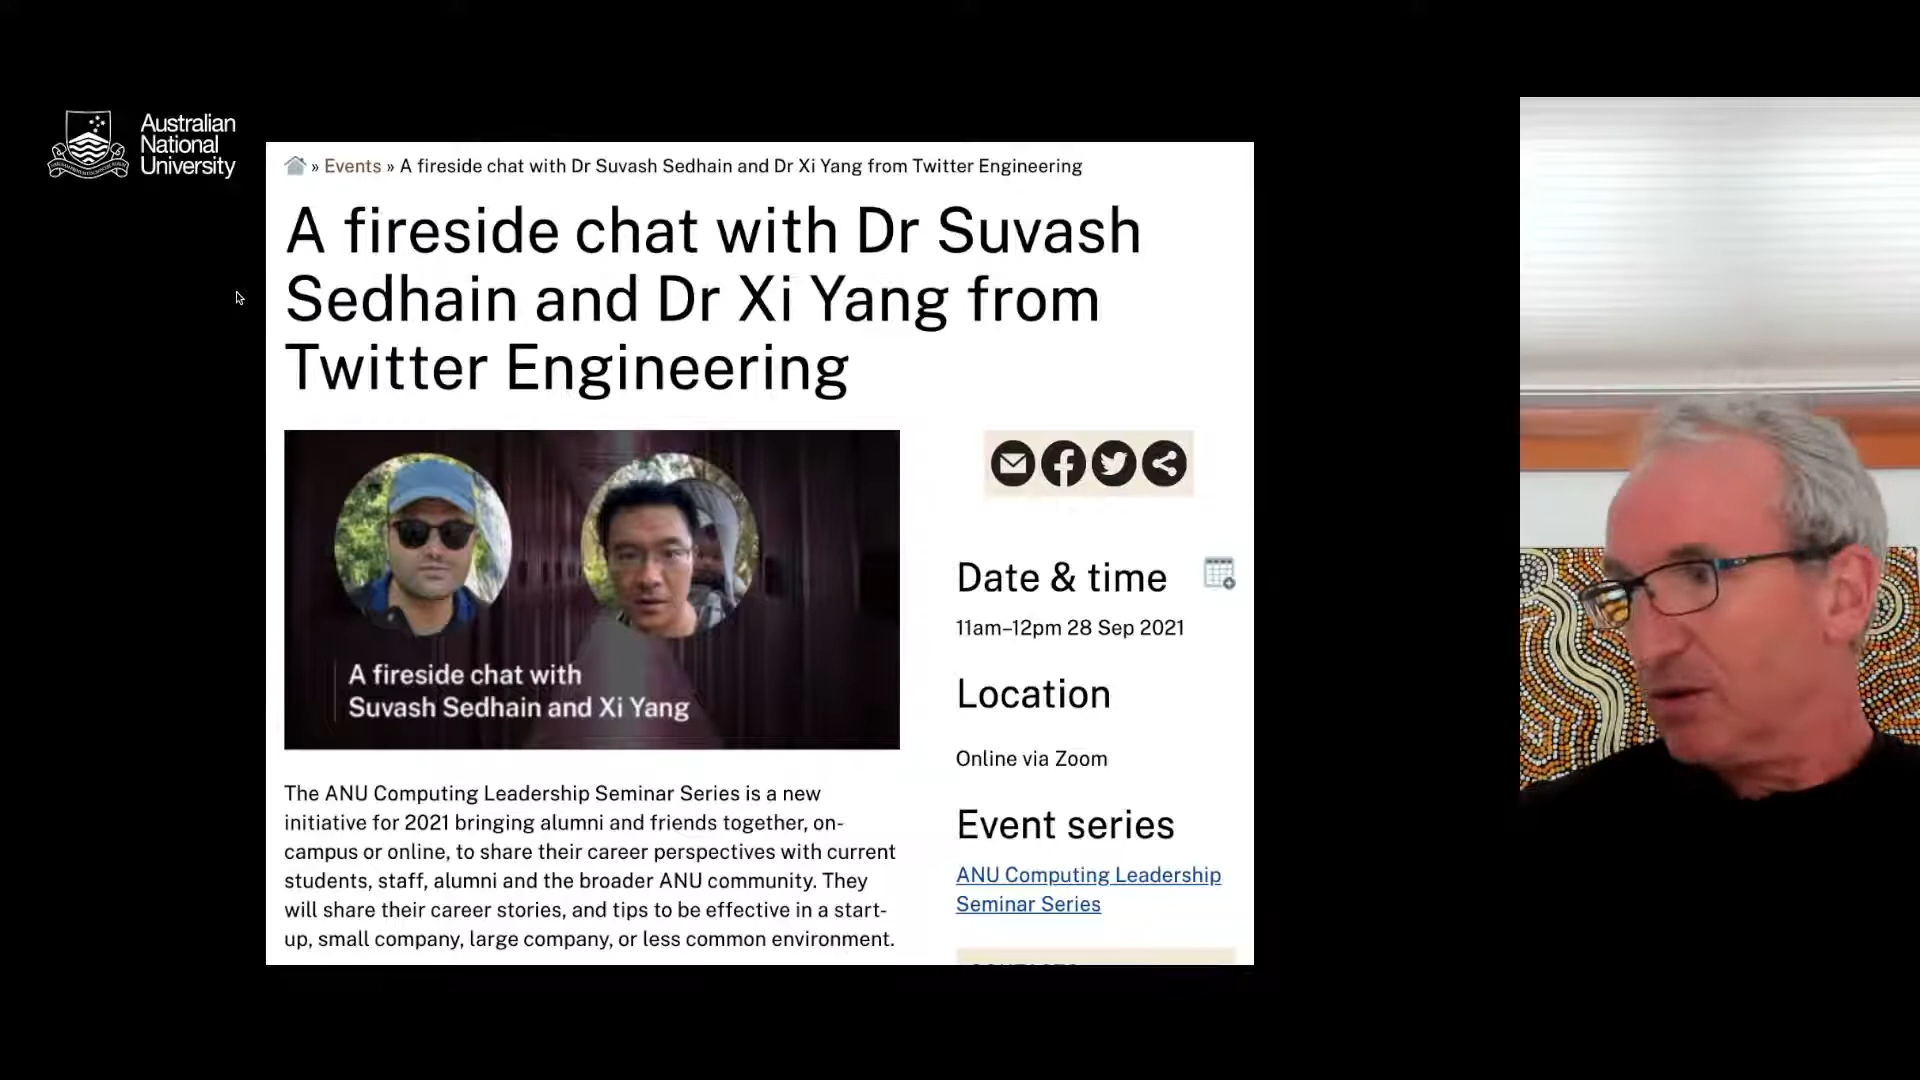 Australian
National
University
» Events » A fireside chat with Dr Suvash Sedhain and Dr Xi Yang from Twitter Engineering
A fireside chat with Dr Suvash
Sedhain and Dr Xi Yang from
Twitter Engineering
A fireside chat with
Suvash Sedhain and Xi Yang
The ANU Computing Leadership Seminar Series is a new
initiative for 2021 bringing alumni and friends together, on-
campus or online, to share their career perspectives with current
students, staff, alumni and the broader ANU community. They
will share their career stories, and tips to be effective in a start-
up, small company, large company, or less common environment.
Date & time
11am–12pm 28 Sep 2021
Location
Online via Zoom
Event series
ANU Computing Leadership
Seminar Series